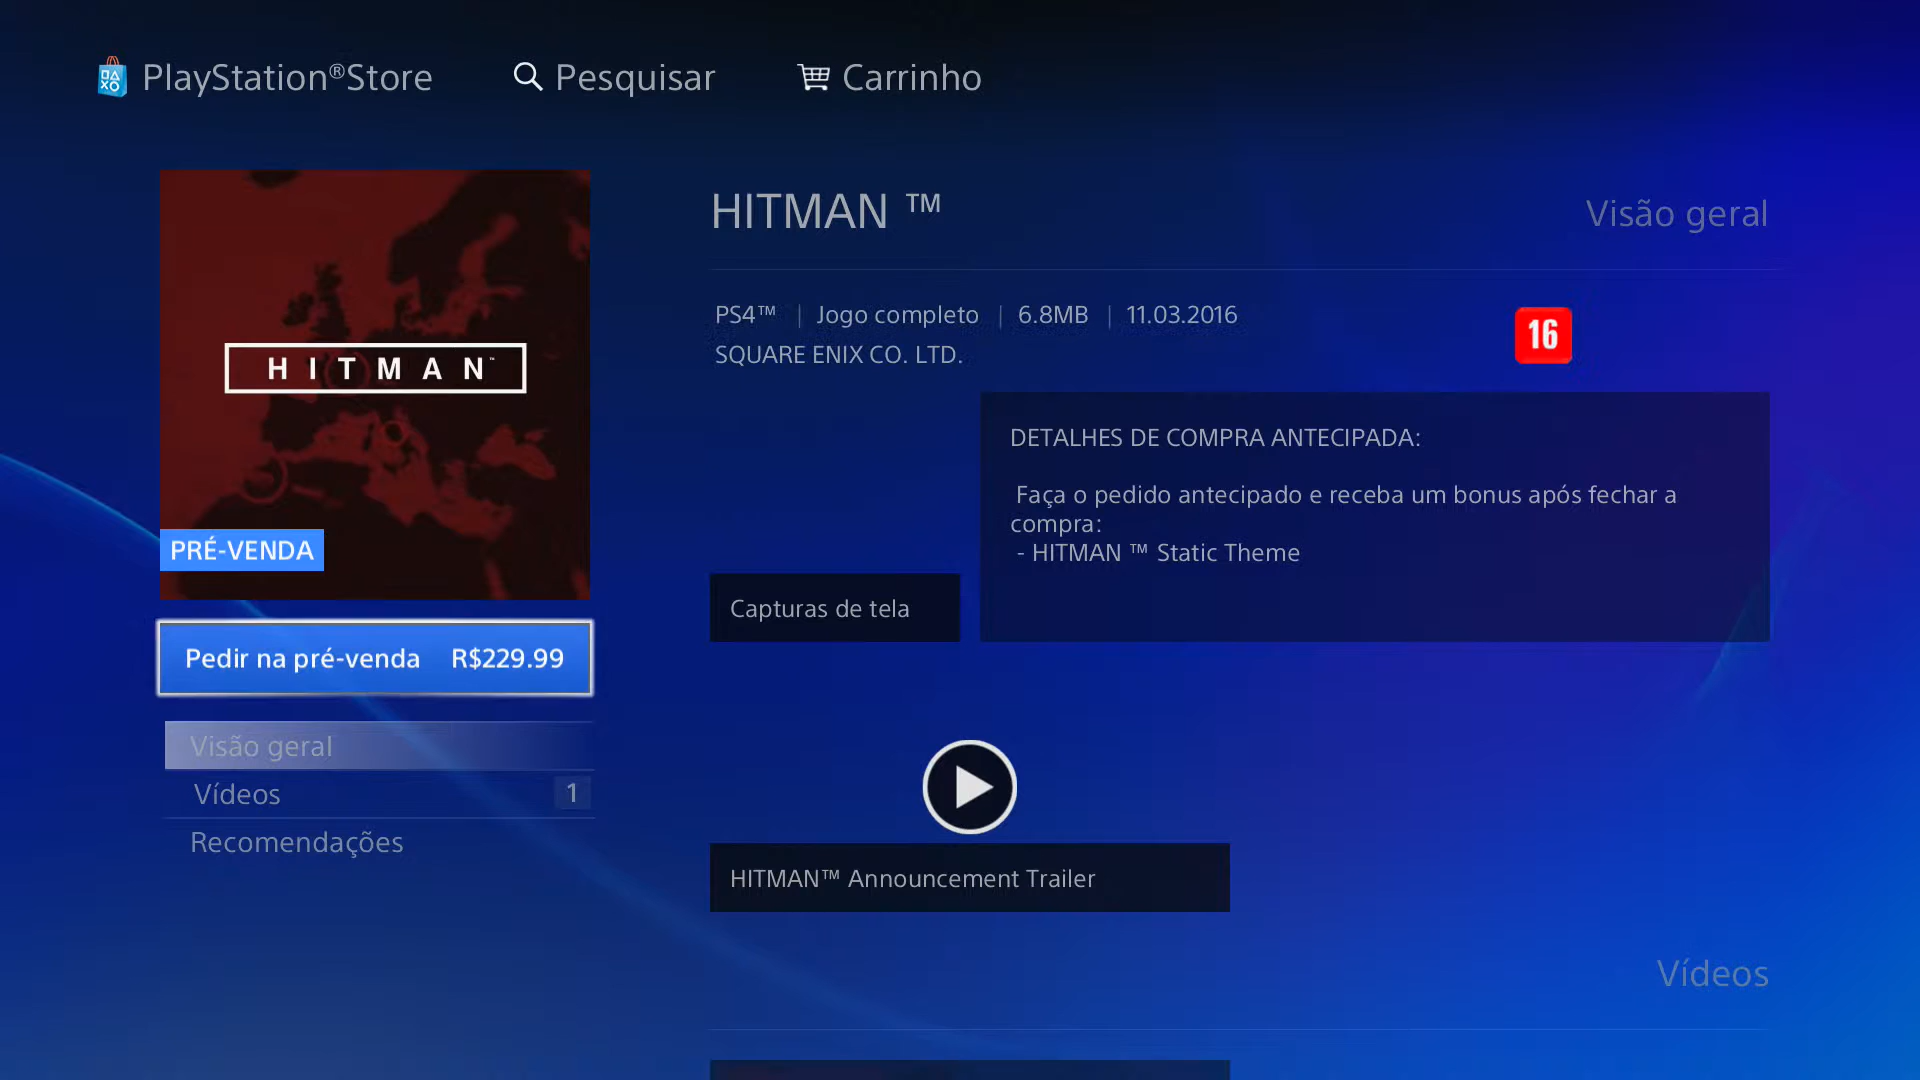 PlayStation®Store
Pesquisar
Carrinho
HITMAN™
PRÉ-VENDA
Pedir na pré-venda R$229.99
Visão geral
Vídeos 1
Recomendações
HITMAN ™
Visão geral
PS4™ | Jogo completo | 6.8MB | 11.03.2016
SQUARE ENIX CO. LTD.
16
DETALHES DE COMPRA ANTECIPADA:
Faça o pedido antecipado e receba um bonus após fechar a
compra:
- HITMAN ™ Static Theme
Capturas de tela
HITMAN™ Announcement Trailer
Vídeos